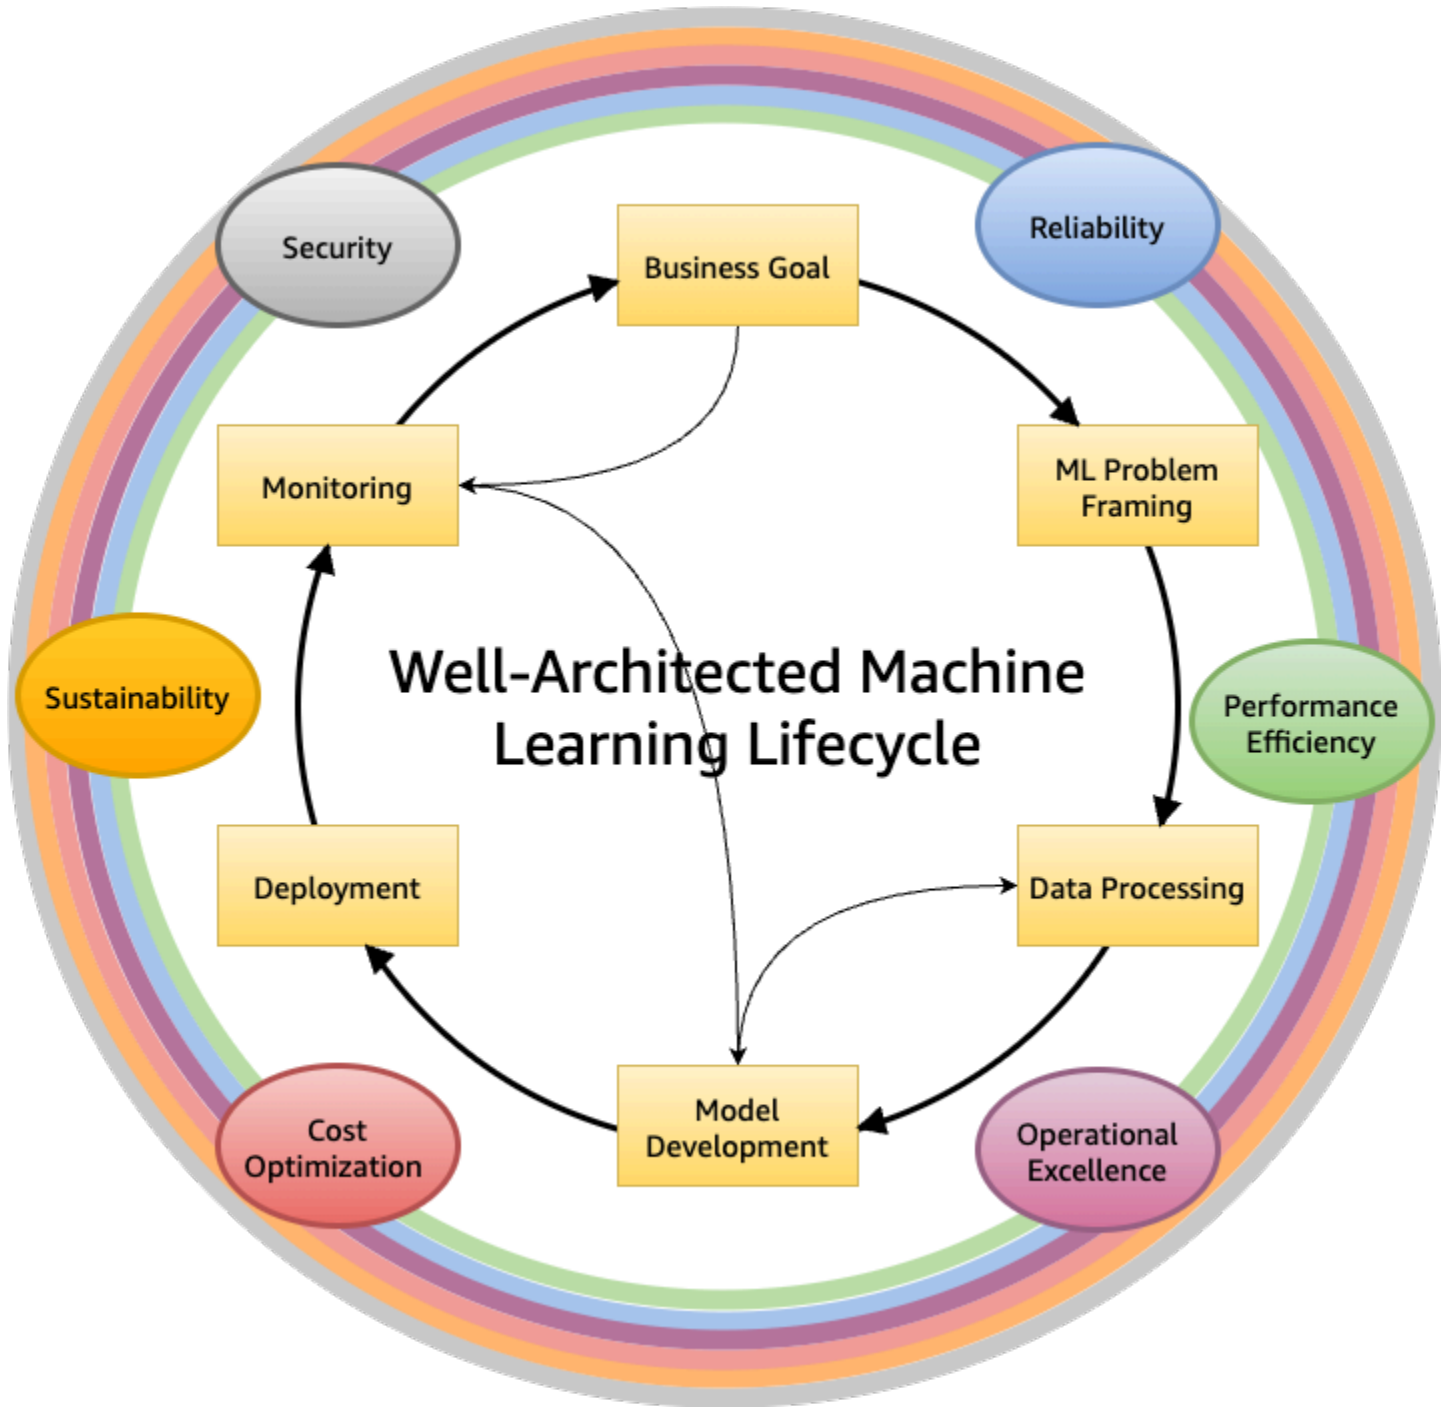 Security
Reliability
Business Goal
Monitoring
ML Problem
Framing
Well-Architected Machine
Learning Lifecycle
Sustainability
Performance
Efficiency
Deployment
Data Processing
Cost
Optimization
Model
Development
Operational
Excellence